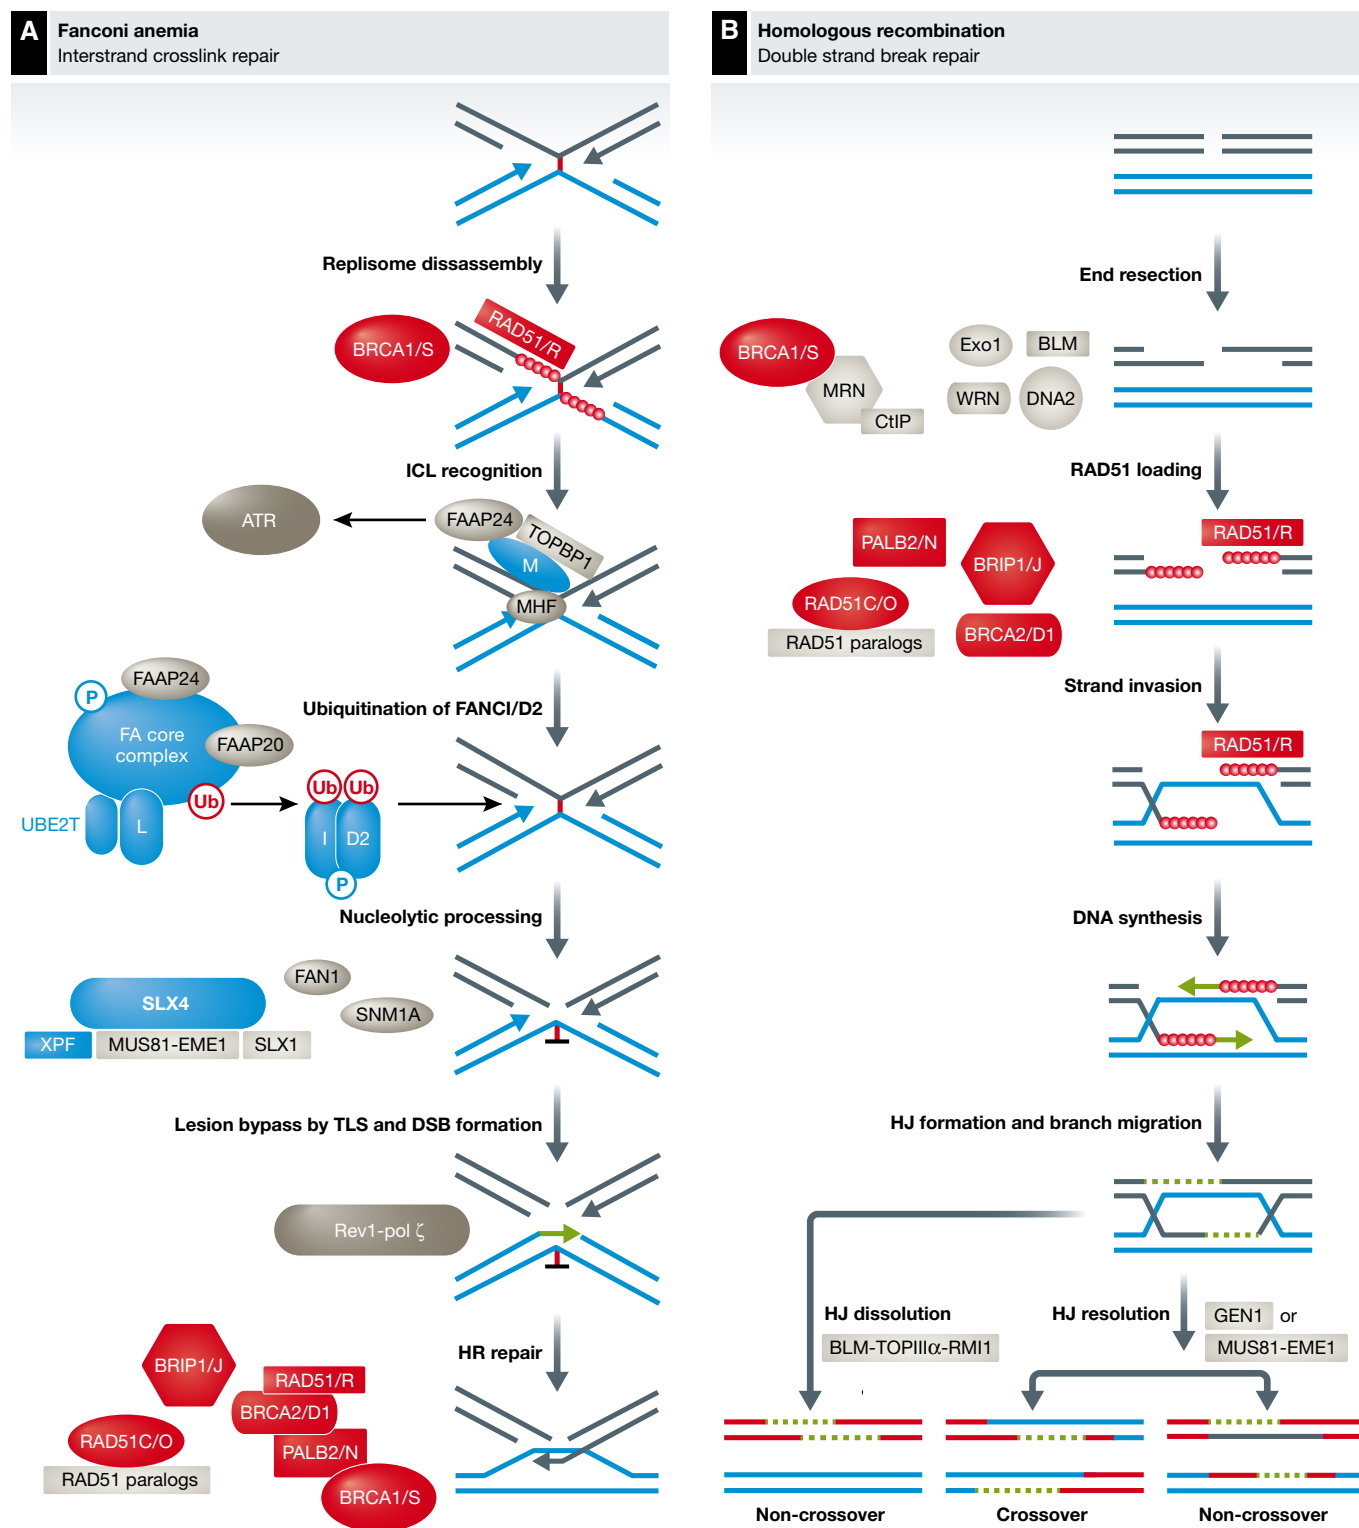 A
Fanconi anemia
Interstrand crosslink repair
Replisome disassembly
BRCA1/S
RAD51/R
ICL recognition
ATR
FAAP24
TOPBP1
M
MHF
Ubiquitination of FANCI/D2
P
FAAP24
FA core
complex
FAAP20
Ub
UBE2T
L
Ub
Ub
I
D2
P
Nucleolytic processing
FAN1
SLX4
SNM1A
XPF
MUS81-EME1
SLX1
Lesion bypass by TLS and DSB formation
Rev1-pol ζ
HR repair
BRIP1/J
RAD51/R
BRCA2/D1
RAD51C/O
PALB2/N
RAD51 paralogs
BRCA1/S
B
Homologous recombination
Double strand break repair
End resection
BRCA1/S
MRN
CtIP
Exo1
BLM
WRN
DNA2
RAD51 loading
PALB2/N
BRIP1/J
RAD51/R
RAD51C/O
BRCA2/D1
RAD51 paralogs
Strand invasion
RAD51/R
DNA synthesis
HJ formation and branch migration
HJ dissolution
BLM-TOPIIIα-RMI1
HJ resolution
GEN1 or
MUS81-EME1
Non-crossover
Crossover
Non-crossover